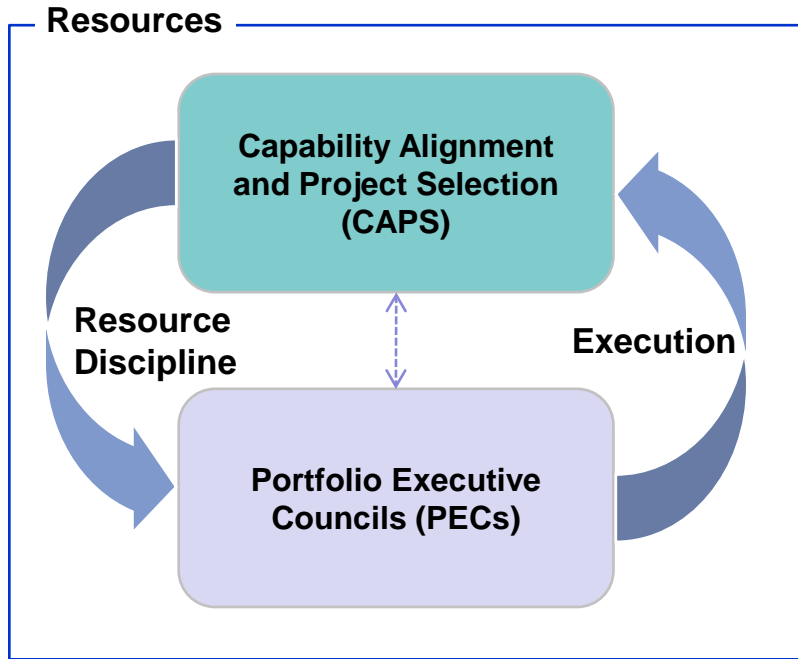 Resources
Capability Alignment
and Project Selection
(CAPS)
Resource
Discipline
Execution
Portfolio Executive
Councils (PECs)